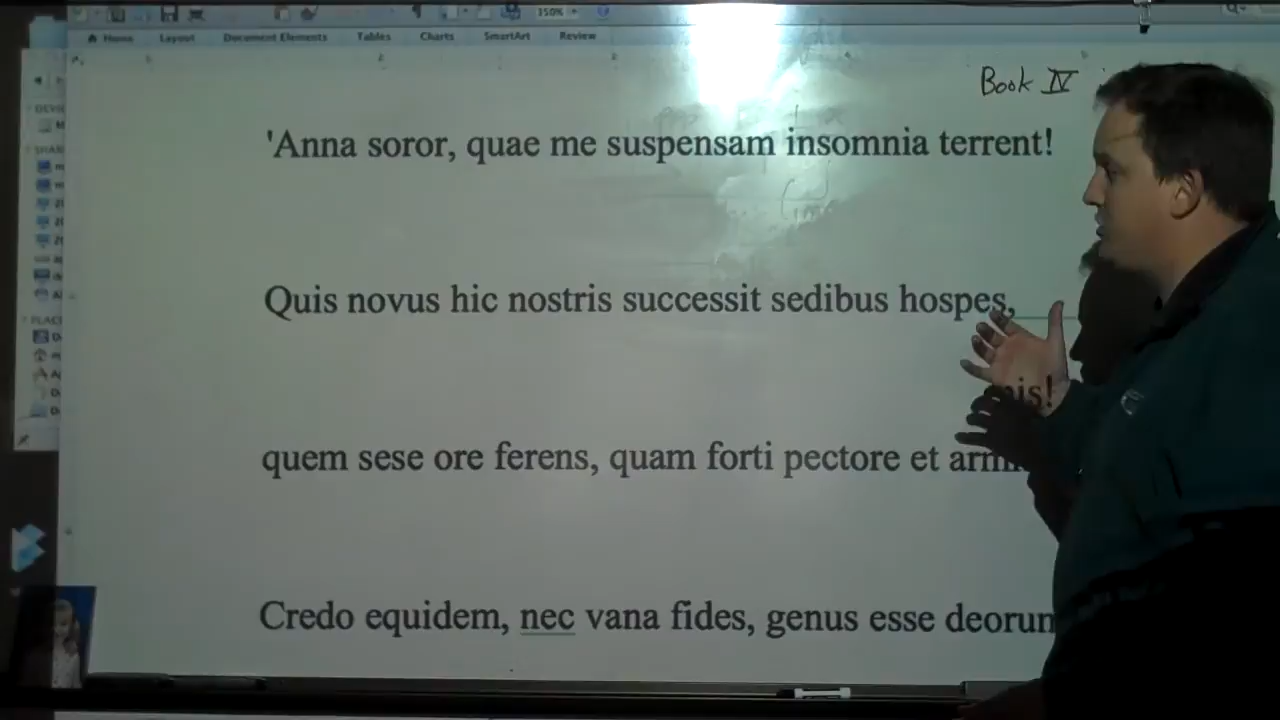 150%
Home Layout Document Elements Tables Charts SmartArt Review
Book IV
'Anna soror, quae me suspensam insomnia terrent!
Quis novus hic nostris successit sedibus hospes,
quem sese ore ferens, quam forti pectore et
Credo equidem, nec vana fides, genus esse